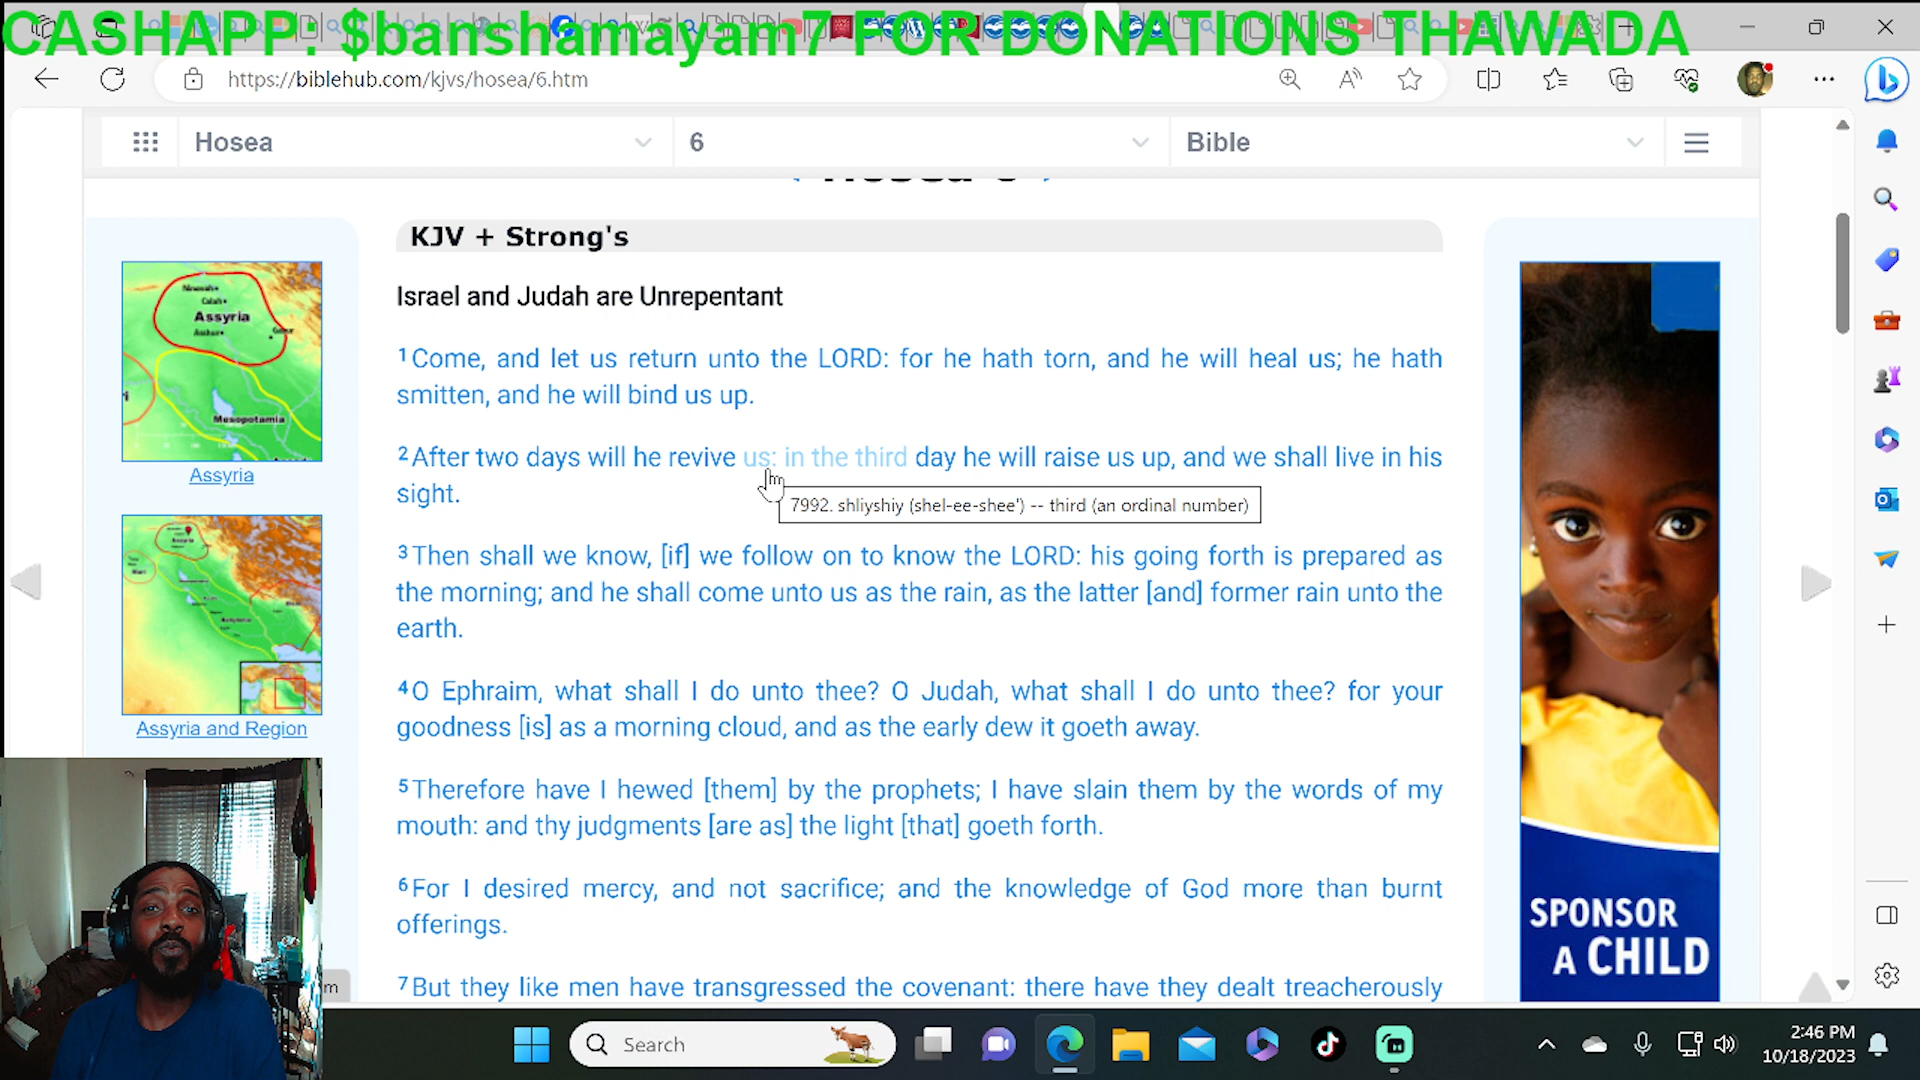 CASHAPP: $banshamayam7 FOR DONATIONS THAWADA
https://biblehub.com/kjvs/hosea/6.htm
Hosea
6
Bible
KJV + Strong's
Israel and Judah are Unrepentant
1Come, and let us return unto the LORD: for he hath torn, and he will heal us; he hath
smitten, and he will bind us up.
2After two days will he revive us: in the third day he will raise us up, and we shall live in his
sight.
7992. shliyshiy (shel-ee-shee') -- third (an ordinal number)
3Then shall we know, [if] we follow on to know the LORD: his going forth is prepared as
the morning; and he shall come unto us as the rain, as the latter [and] former rain unto the
earth.
4O Ephraim, what shall I do unto thee? O Judah, what shall I do unto thee? for your
goodness [is] as a morning cloud, and as the early dew it goeth away.
5Therefore have I hewed [them] by the prophets; I have slain them by the words of my
mouth: and thy judgments [are as] the light [that] goeth forth.
6For I desired mercy, and not sacrifice; and the knowledge of God more than burnt
offerings.
7But they like men have transgressed the covenant: there have they dealt treacherously
Assyria
Mesopotamia
Assyria
Assyria and Region
SPONSOR
A CHILD
Search
2:46 PM
10/18/2023